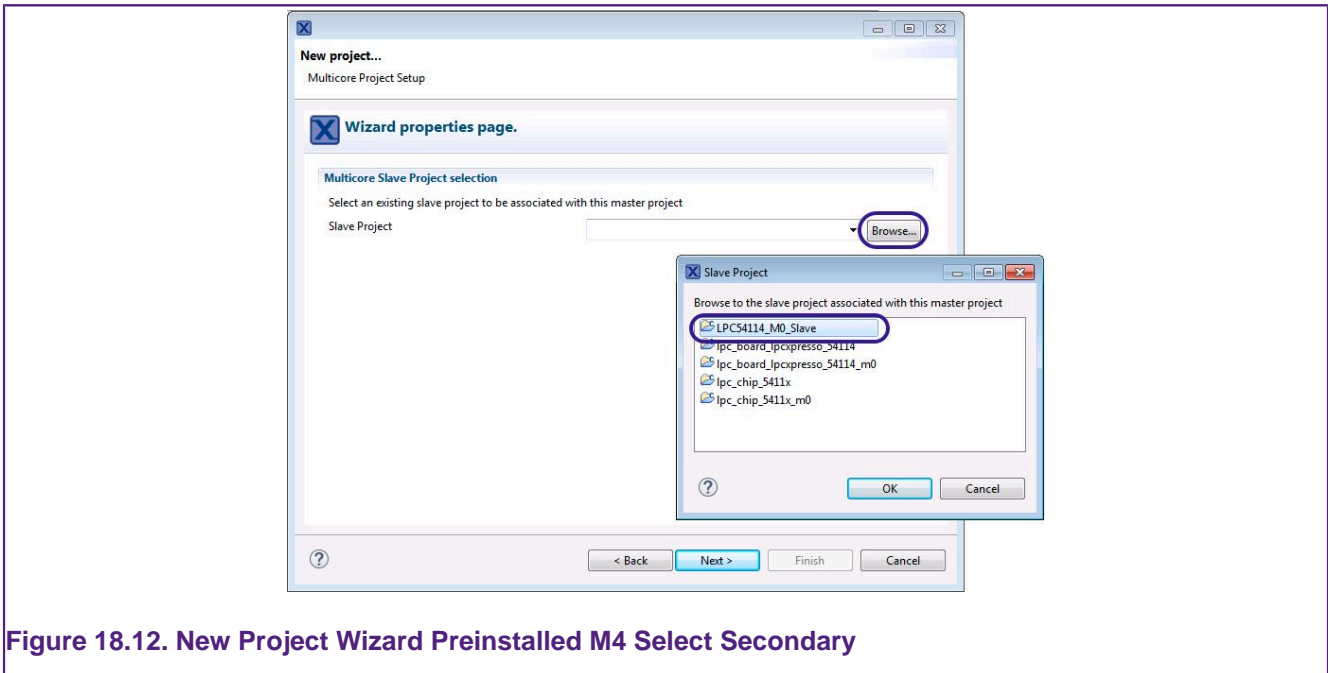 New project...
Multicore Project Setup
Wizard properties page.
Multicore Slave Project selection
Select an existing slave project to be associated with this master project
Slave Project
Browse...
Slave Project
Browse to the slave project associated with this master project
LPC54114_M0_Slave
lpc_board_lpcxpresso_54114
lpc_board_lpcxpresso_54114_m0
lpc_chip_5411x
lpc_chip_5411x_m0
OK Cancel
< Back Next > Finish Cancel
Figure 18.12. New Project Wizard Preinstalled M4 Select Secondary